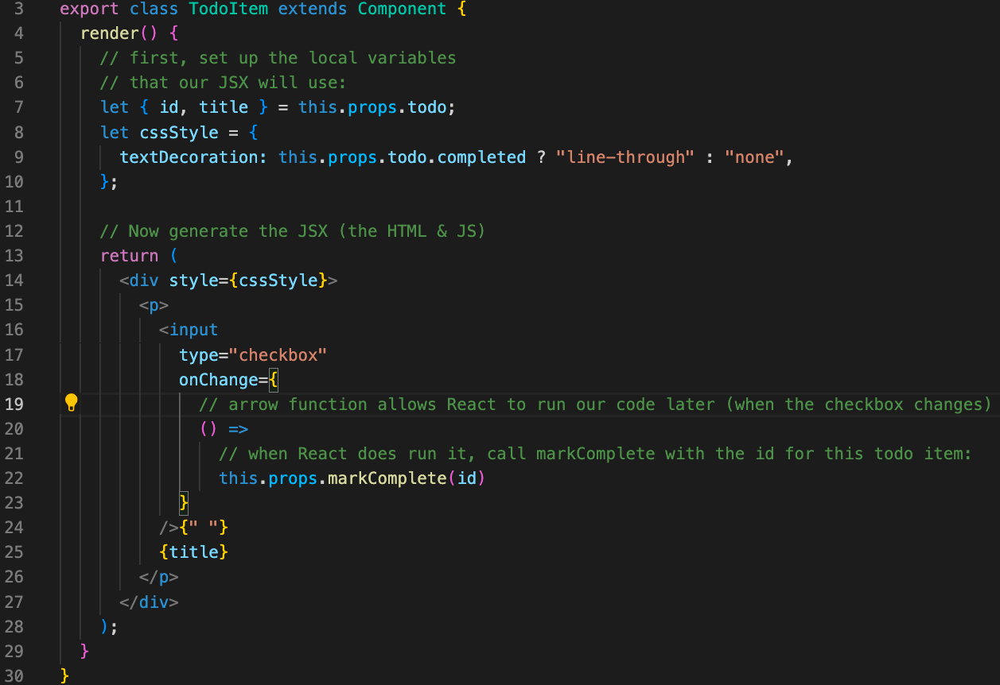 3 export class TodoItem extends Component {
4 render() {
5 // first, set up the local variables
6 // that our JSX will use:
7 let { id, title } = this.props.todo;
8 let cssStyle = {
9 textDecoration: this.props.todo.completed ? "line-through" : "none",
10 };
11
12 // Now generate the JSX (the HTML & JS)
13 return (
14 <div style={cssStyle}>
15 <p>
16 <input
17 type="checkbox"
18 onChange={
19 // arrow function allows React to run our code later (when the checkbox changes)
20 () =>
21 // when React does run it, call markComplete with the id for this todo item:
22 this.props.markComplete(id)
23 }
24 />{" "}
25 {title}
26 </p>
27 </div>
28 );
29 }
30 }